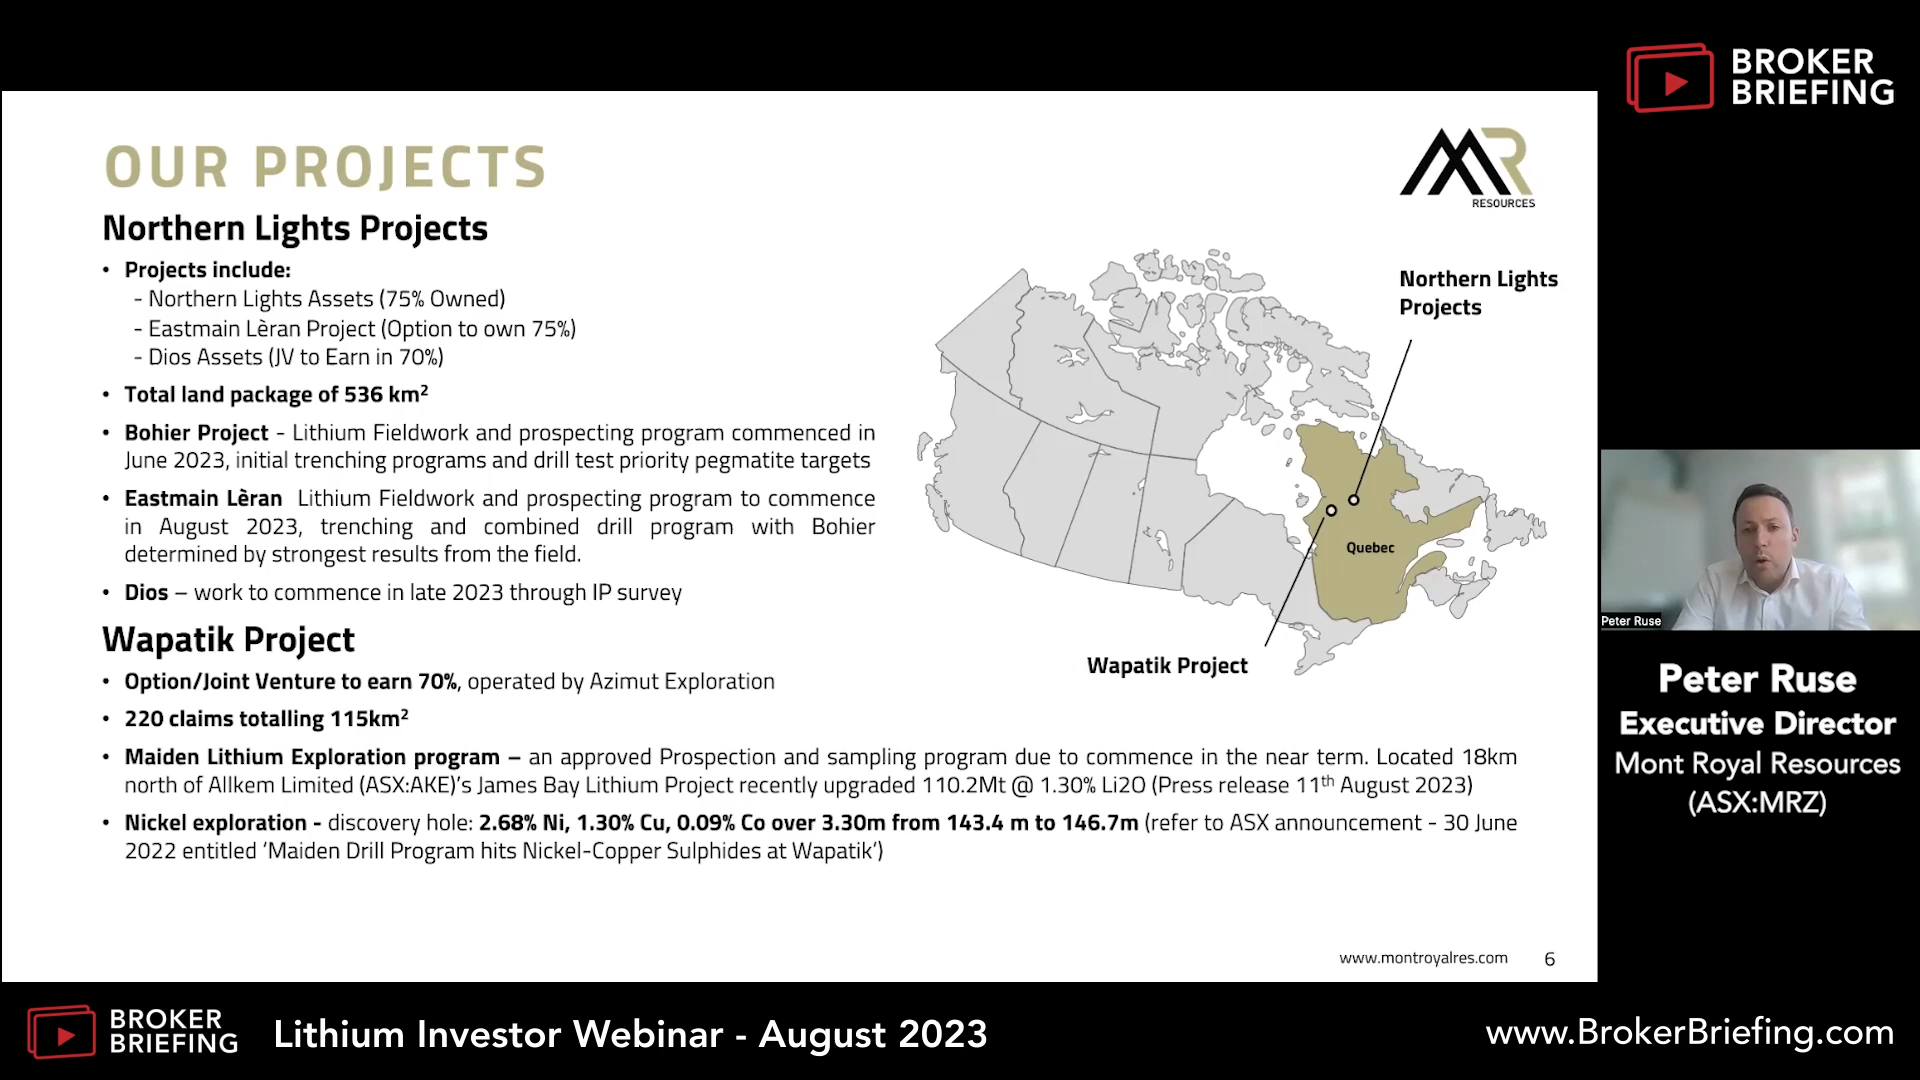 BROKER
BRIEFING
OUR PROJECTS
MR
RESOURCES
Northern Lights Projects
• Projects include:
- Northern Lights Assets (75% Owned)
- Eastmain Lèran Project (Option to own 75%)
- Dios Assets (JV to Earn in 70%)
• Total land package of 536 km²
• Bohier Project - Lithium Fieldwork and prospecting program commenced in
June 2023, initial trenching programs and drill test priority pegmatite targets
• Eastmain Lèran Lithium Fieldwork and prospecting program to commence
in August 2023, trenching and combined drill program with Bohier
determined by strongest results from the field.
• Dios – work to commence in late 2023 through IP survey
Northern Lights
Projects
Quebec
Wapatik Project
Wapatik Project
• Option/Joint Venture to earn 70%, operated by Azimut Exploration
• 220 claims totalling 115km²
• Maiden Lithium Exploration program – an approved Prospection and sampling program due to commence in the near term. Located 18km
north of Allkem Limited (ASX:AKE)'s James Bay Lithium Project recently upgraded 110.2Mt @ 1.30% Li2O (Press release 11th August 2023)
• Nickel exploration - discovery hole: 2.68% Ni, 1.30% Cu, 0.09% Co over 3.30m from 143.4 m to 146.7m (refer to ASX announcement - 30 June
2022 entitled 'Maiden Drill Program hits Nickel-Copper Sulphides at Wapatik')
www.montroyalres.com 6
Peter Ruse
Peter Ruse
Executive Director
Mont Royal Resources
(ASX:MRZ)
BROKER
BRIEFING
Lithium Investor Webinar - August 2023
www.BrokerBriefing.com